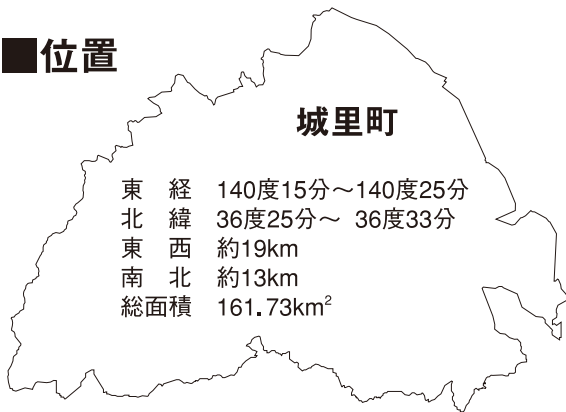 ■位置
城里町
東　経　140度15分～140度25分
北　緯　36度25分～ 36度33分
東　西　約19km
南　北　約13km
総面積　161.73km²